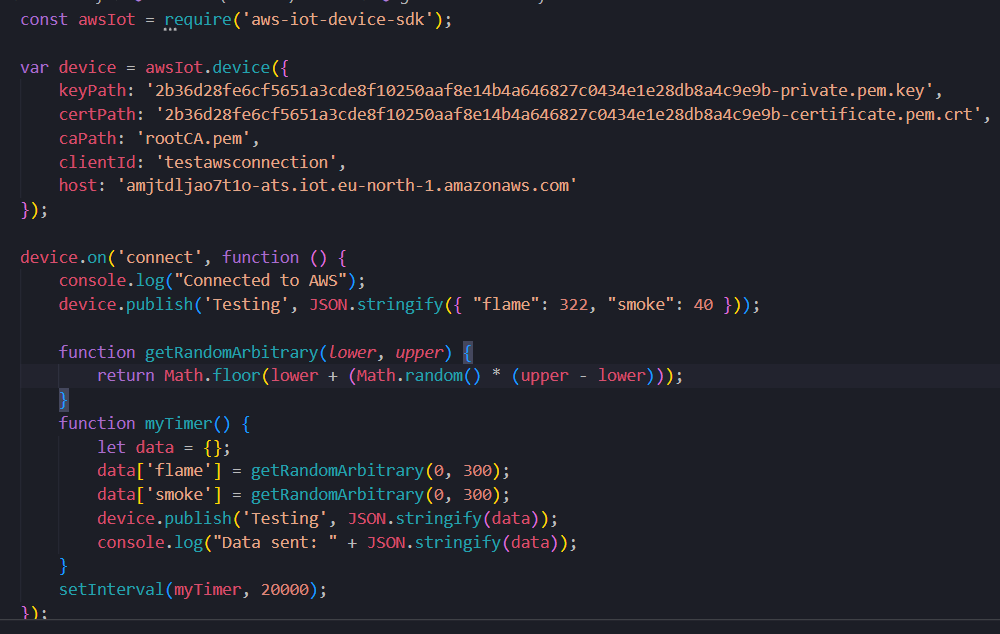 const awsIot = require('aws-iot-device-sdk');
var device = awsIot.device({
keyPath: '2b36d28fe6cf5651a3cde8f10250aaf8e14b4a646827c0434e1e28db8a4c9e9b-private.pem.key',
certPath: '2b36d28fe6cf5651a3cde8f10250aaf8e14b4a646827c0434e1e28db8a4c9e9b-certificate.pem.crt',
caPath: 'rootCA.pem',
clientId: 'testawsconnection',
host: 'amjtdljao7t1o-ats.iot.eu-north-1.amazonaws.com'
});
device.on('connect', function () {
console.log("Connected to AWS");
device.publish('Testing', JSON.stringify({ "flame": 322, "smoke": 40 }));
function getRandomArbitrary(lower, upper) {
return Math.floor(lower + (Math.random() * (upper - lower)));
}
function myTimer() {
let data = {};
data['flame'] = getRandomArbitrary(0, 300);
data['smoke'] = getRandomArbitrary(0, 300);
device.publish('Testing', JSON.stringify(data));
console.log("Data sent: " + JSON.stringify(data));
}
setInterval(myTimer, 20000);
});